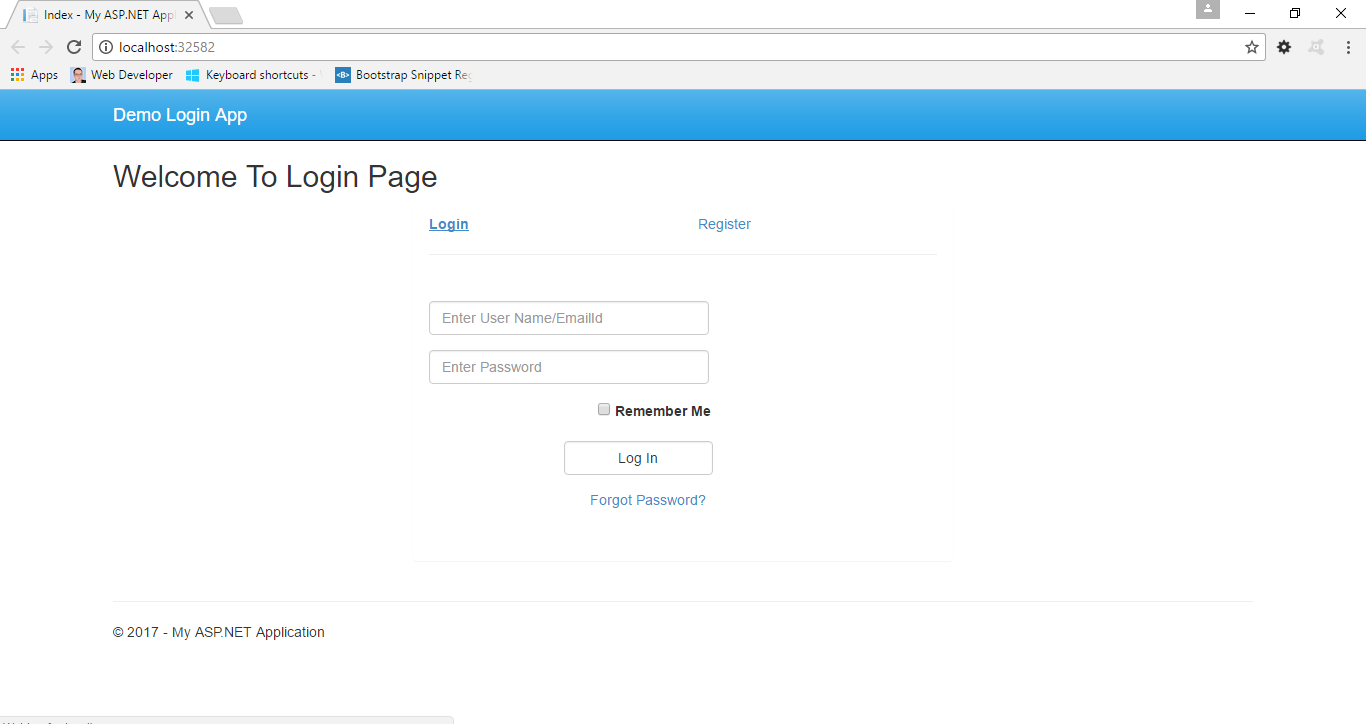 Index - My ASP.NET App
localhost:32582
Apps Web Developer Keyboard shortcuts - Bootstrap Snippet Reg
Demo Login App
Welcome To Login Page
Login Register
Enter User Name/EmailId
Enter Password
Remember Me
Log In
Forgot Password?
© 2017 - My ASP.NET Application